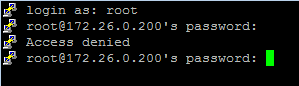 login as: root
root@172.26.0.200's password:
Access denied
root@172.26.0.200's password: